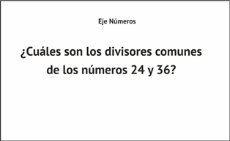 Eje Números
¿Cuáles son los divisores comunes
de los números 24 y 36?